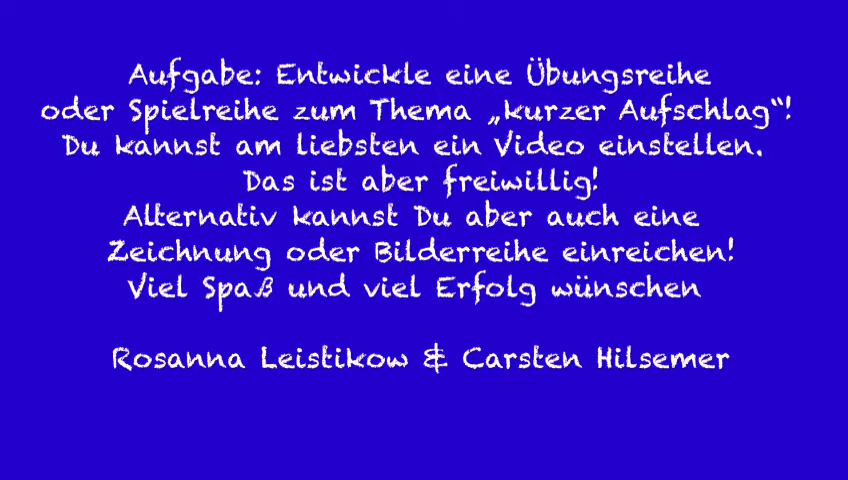 Aufgabe: Entwickle eine Übungsreihe
oder Spielreihe zum Thema „kurzer Aufschlag“!
Du kannst am liebsten ein Video einstellen.
Das ist aber freiwillig!
Alternativ kannst Du aber auch eine
Zeichnung oder Bilderreihe einreichen!
Viel Spaß und viel Erfolg wünschen
Rosanna Leistikow & Carsten Hilsemer